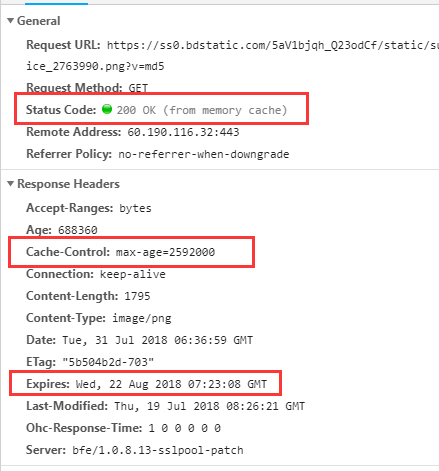 General
Request URL: https://ss0.bdstatic.com/5aV1bjqh_Q23odCf/static/su
ice_2763990.png?v=md5
Request Method: GET
Status Code: 200 OK (from memory cache)
Remote Address: 60.190.116.32:443
Referrer Policy: no-referrer-when-downgrade
Response Headers
Accept-Ranges: bytes
Age: 688360
Cache-Control: max-age=2592000
Connection: keep-alive
Content-Length: 1795
Content-Type: image/png
Date: Tue, 31 Jul 2018 06:36:59 GMT
ETag: "5b504b2d-703"
Expires: Wed, 22 Aug 2018 07:23:08 GMT
Last-Modified: Thu, 19 Jul 2018 08:26:21 GMT
Ohc-Response-Time: 1 0 0 0 0 0
Server: bfe/1.0.8.13-sslpool-patch